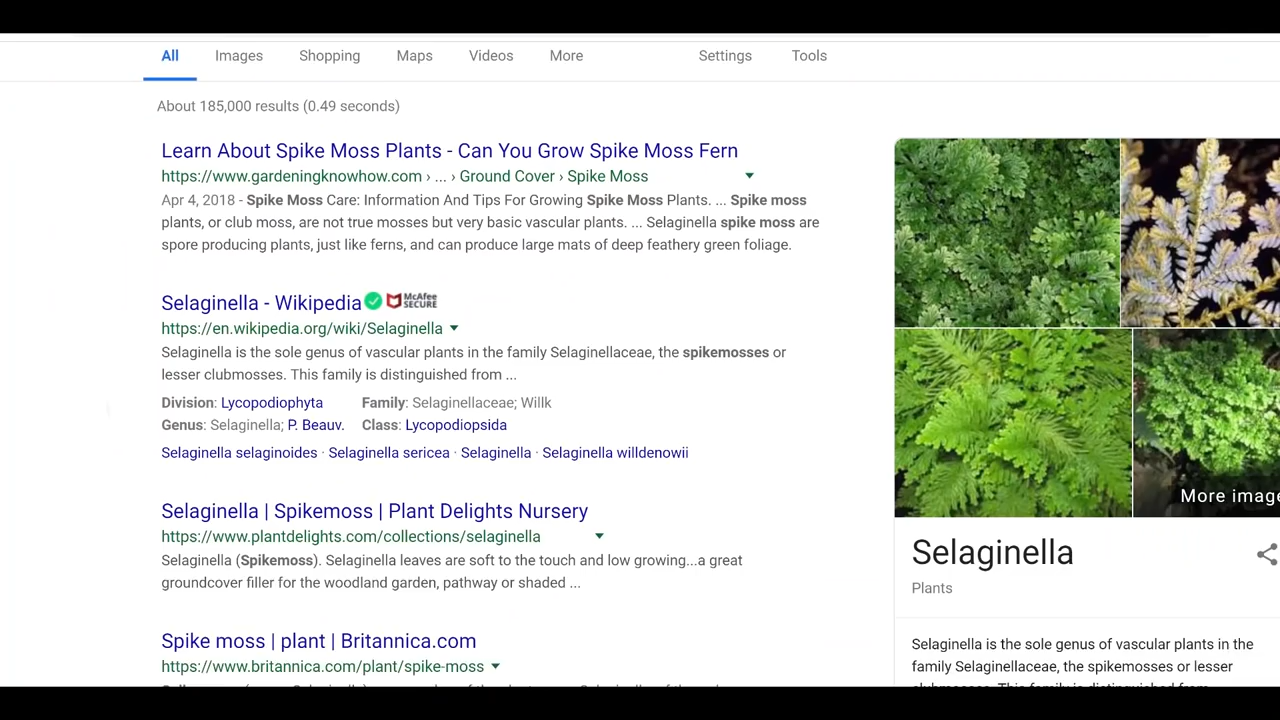 All Images Shopping Maps Videos More Settings Tools
About 185,000 results (0.49 seconds)
Learn About Spike Moss Plants - Can You Grow Spike Moss Fern
https://www.gardeningknowhow.com › ... › Ground Cover › Spike Moss
Apr 4, 2018 - Spike Moss Care: Information And Tips For Growing Spike Moss Plants. ... Spike moss
plants, or club moss, are not true mosses but very basic vascular plants. ... Selaginella spike moss are
spore producing plants, just like ferns, and can produce large mats of deep feathery green foliage.
Selaginella - Wikipedia McAfee
SECURE
https://en.wikipedia.org/wiki/Selaginella
Selaginella is the sole genus of vascular plants in the family Selaginellaceae, the spikemosses or
lesser clubmosses. This family is distinguished from ...
Division: Lycopodiophyta Family: Selaginellaceae; Willk
Genus: Selaginella; P. Beauv. Class: Lycopodiopsida
Selaginella selaginoides · Selaginella sericea · Selaginella · Selaginella willdenowii
Selaginella | Spikemoss | Plant Delights Nursery
https://www.plantdelights.com/collections/selaginella
Selaginella (Spikemoss). Selaginella leaves are soft to the touch and low growing...a great
groundcover filler for the woodland garden, pathway or shaded ...
Spike moss | plant | Britannica.com
https://www.britannica.com/plant/spike-moss
More image
Selaginella
Plants
Selaginella is the sole genus of vascular plants in the
family Selaginellaceae, the spikemosses or lesser
clubmosses. This family is distinguished from